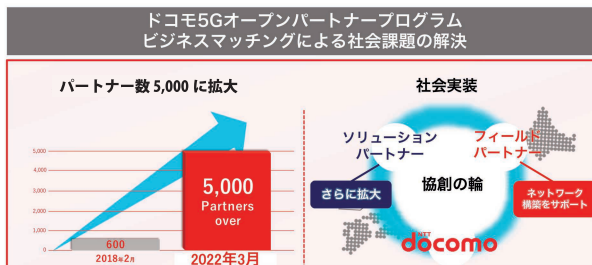 ドコモ5Gオープンパートナープログラム
ビジネスマッチングによる社会課題の解決
パートナー数5,000に拡大
5,000
4,000
3,000
2,000
1,000
0
600
2018年2月
5,000
Partners
over
2022年3月
社会実装
ソリューション
パートナー
フィールド
パートナー
協創の輪
さらに拡大
ネットワーク
構築をサポート
NTT
docomo